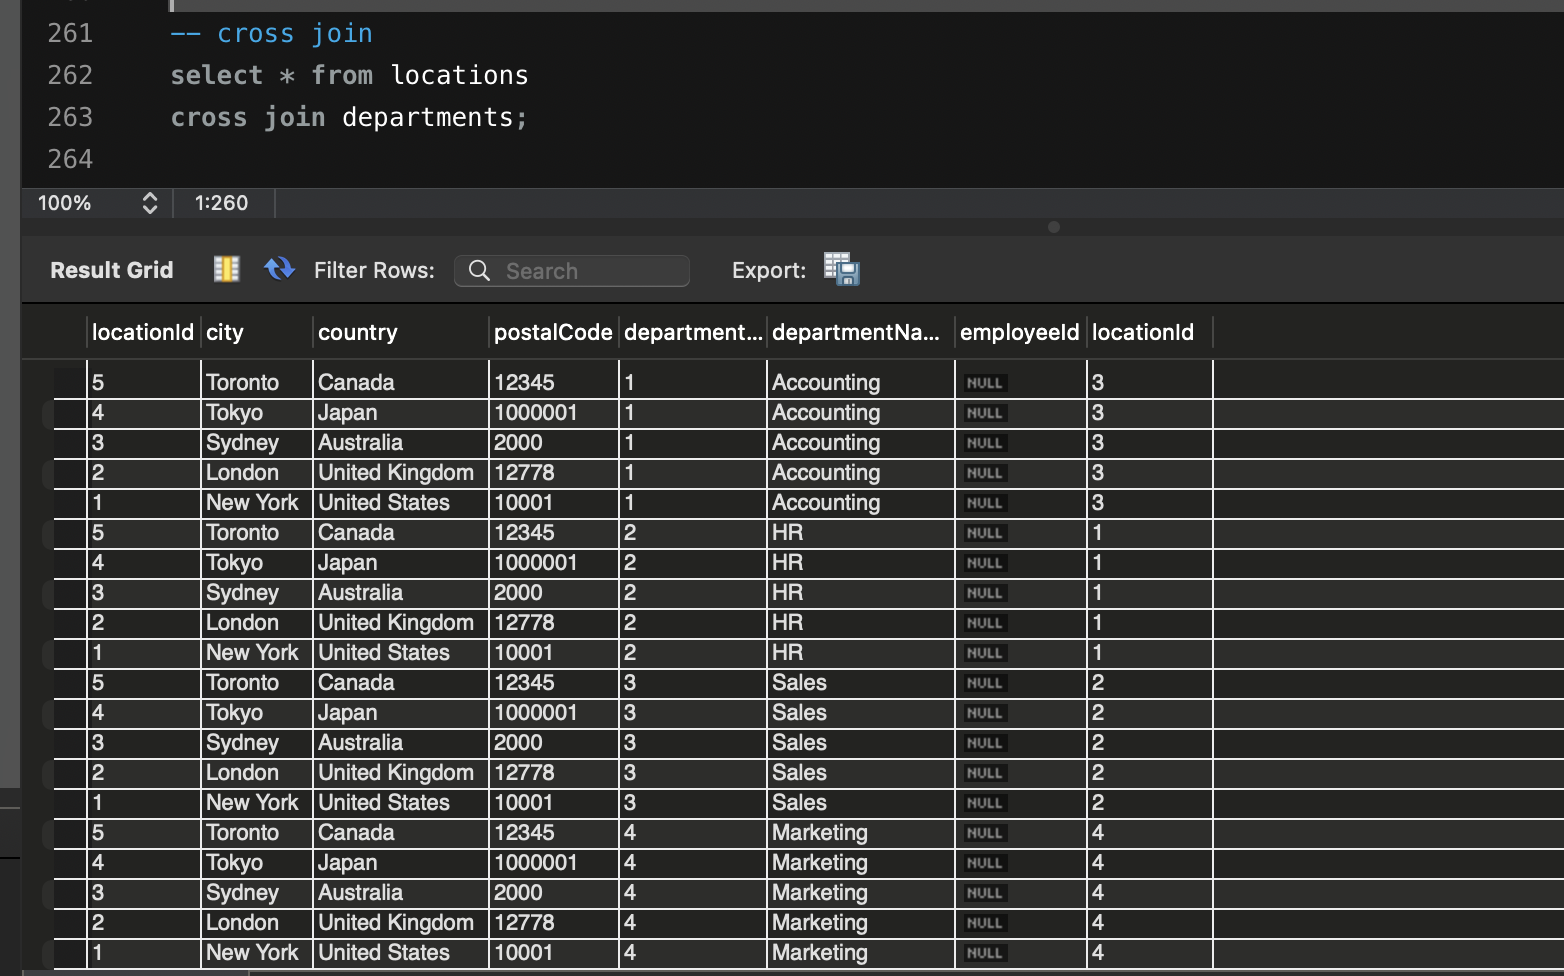 261 -- cross join
262 select * from locations
263 cross join departments;
264
100% 1:260
Result Grid Filter Rows: Search Export:
locationId city country postalCode department... departmentNa... employeeId locationId
5 Toronto Canada 12345 1 Accounting NULL 3
4 Tokyo Japan 1000001 1 Accounting NULL 3
3 Sydney Australia 2000 1 Accounting NULL 3
2 London United Kingdom 12778 1 Accounting NULL 3
1 New York United States 10001 1 Accounting NULL 3
5 Toronto Canada 12345 2 HR NULL 1
4 Tokyo Japan 1000001 2 HR NULL 1
3 Sydney Australia 2000 2 HR NULL 1
2 London United Kingdom 12778 2 HR NULL 1
1 New York United States 10001 2 HR NULL 1
5 Toronto Canada 12345 3 Sales NULL 2
4 Tokyo Japan 1000001 3 Sales NULL 2
3 Sydney Australia 2000 3 Sales NULL 2
2 London United Kingdom 12778 3 Sales NULL 2
1 New York United States 10001 3 Sales NULL 2
5 Toronto Canada 12345 4 Marketing NULL 4
4 Tokyo Japan 1000001 4 Marketing NULL 4
3 Sydney Australia 2000 4 Marketing NULL 4
2 London United Kingdom 12778 4 Marketing NULL 4
1 New York United States 10001 4 Marketing NULL 4